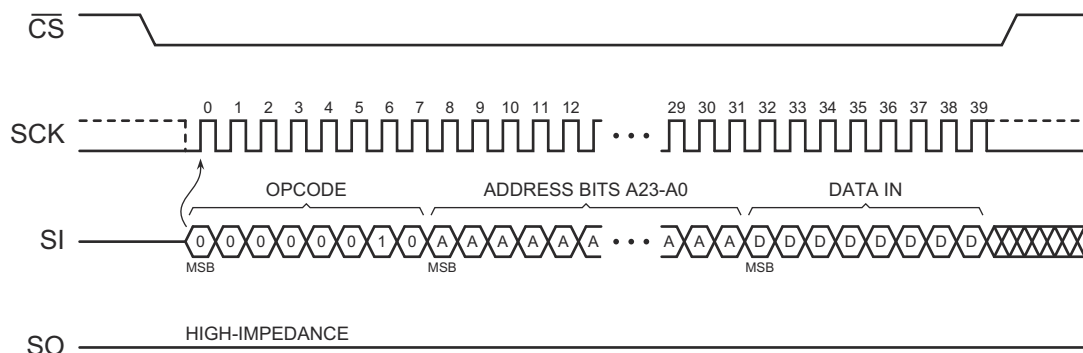 CS
0 1 2 3 4 5 6 7 8 9 10 11 12 29 30 31 32 33 34 35 36 37 38 39
SCK
OPCODE ADDRESS BITS A23-A0 DATA IN
SI 0 0 0 0 0 0 1 0 A A A A A A A A A D D D D D D D D
MSB MSB MSB
HIGH-IMPEDANCE
SO